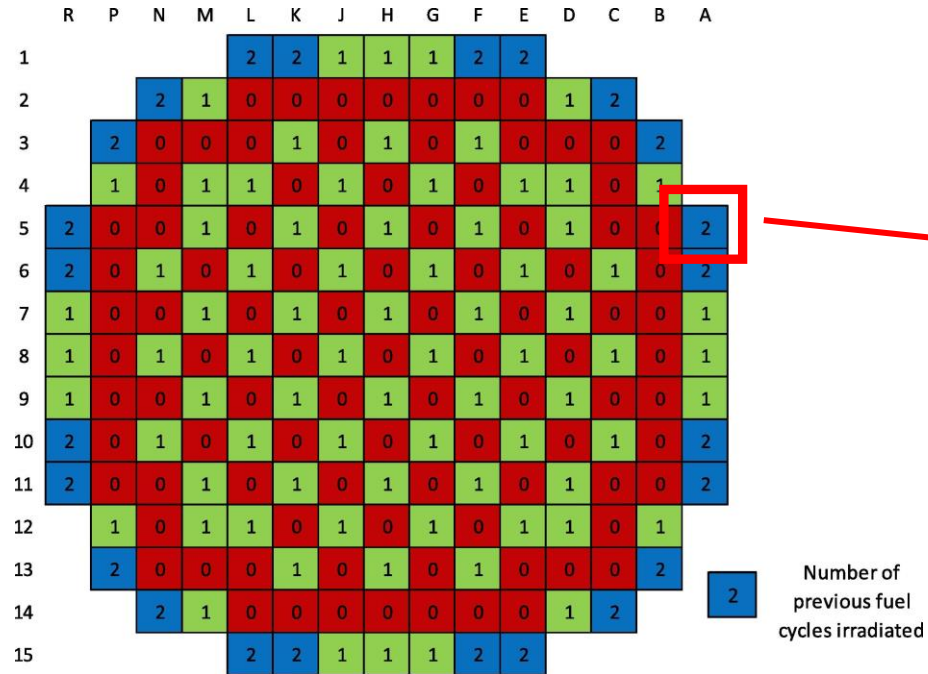 R P N M L K J H G F E D C B A
1 2 2 1 1 1 2 2
2 2 1 0 0 0 0 0 0 0 1 2
3 2 0 0 0 1 0 1 0 1 0 0 0 2
4 1 0 1 1 0 1 0 1 0 1 1 0 1
5 2 0 0 1 0 1 0 1 0 1 0 1 0 0 2
6 2 0 1 0 1 0 1 0 1 0 1 0 1 0 2
7 1 0 0 1 0 1 0 1 0 1 0 1 0 0 1
8 1 0 1 0 1 0 1 0 1 0 1 0 1 0 1
9 1 0 0 1 0 1 0 1 0 1 0 1 0 0 1
10 2 0 1 0 1 0 1 0 1 0 1 0 1 0 2
11 2 0 0 1 0 1 0 1 0 1 0 1 0 0 2
12 1 0 1 1 0 1 0 1 0 1 1 0 1
13 2 0 0 0 1 0 1 0 1 0 0 0 2
14 2 1 0 0 0 0 0 0 0 1 2
15 2 2 1 1 1 2 2
2
Number of
previous fuel
cycles irradiated